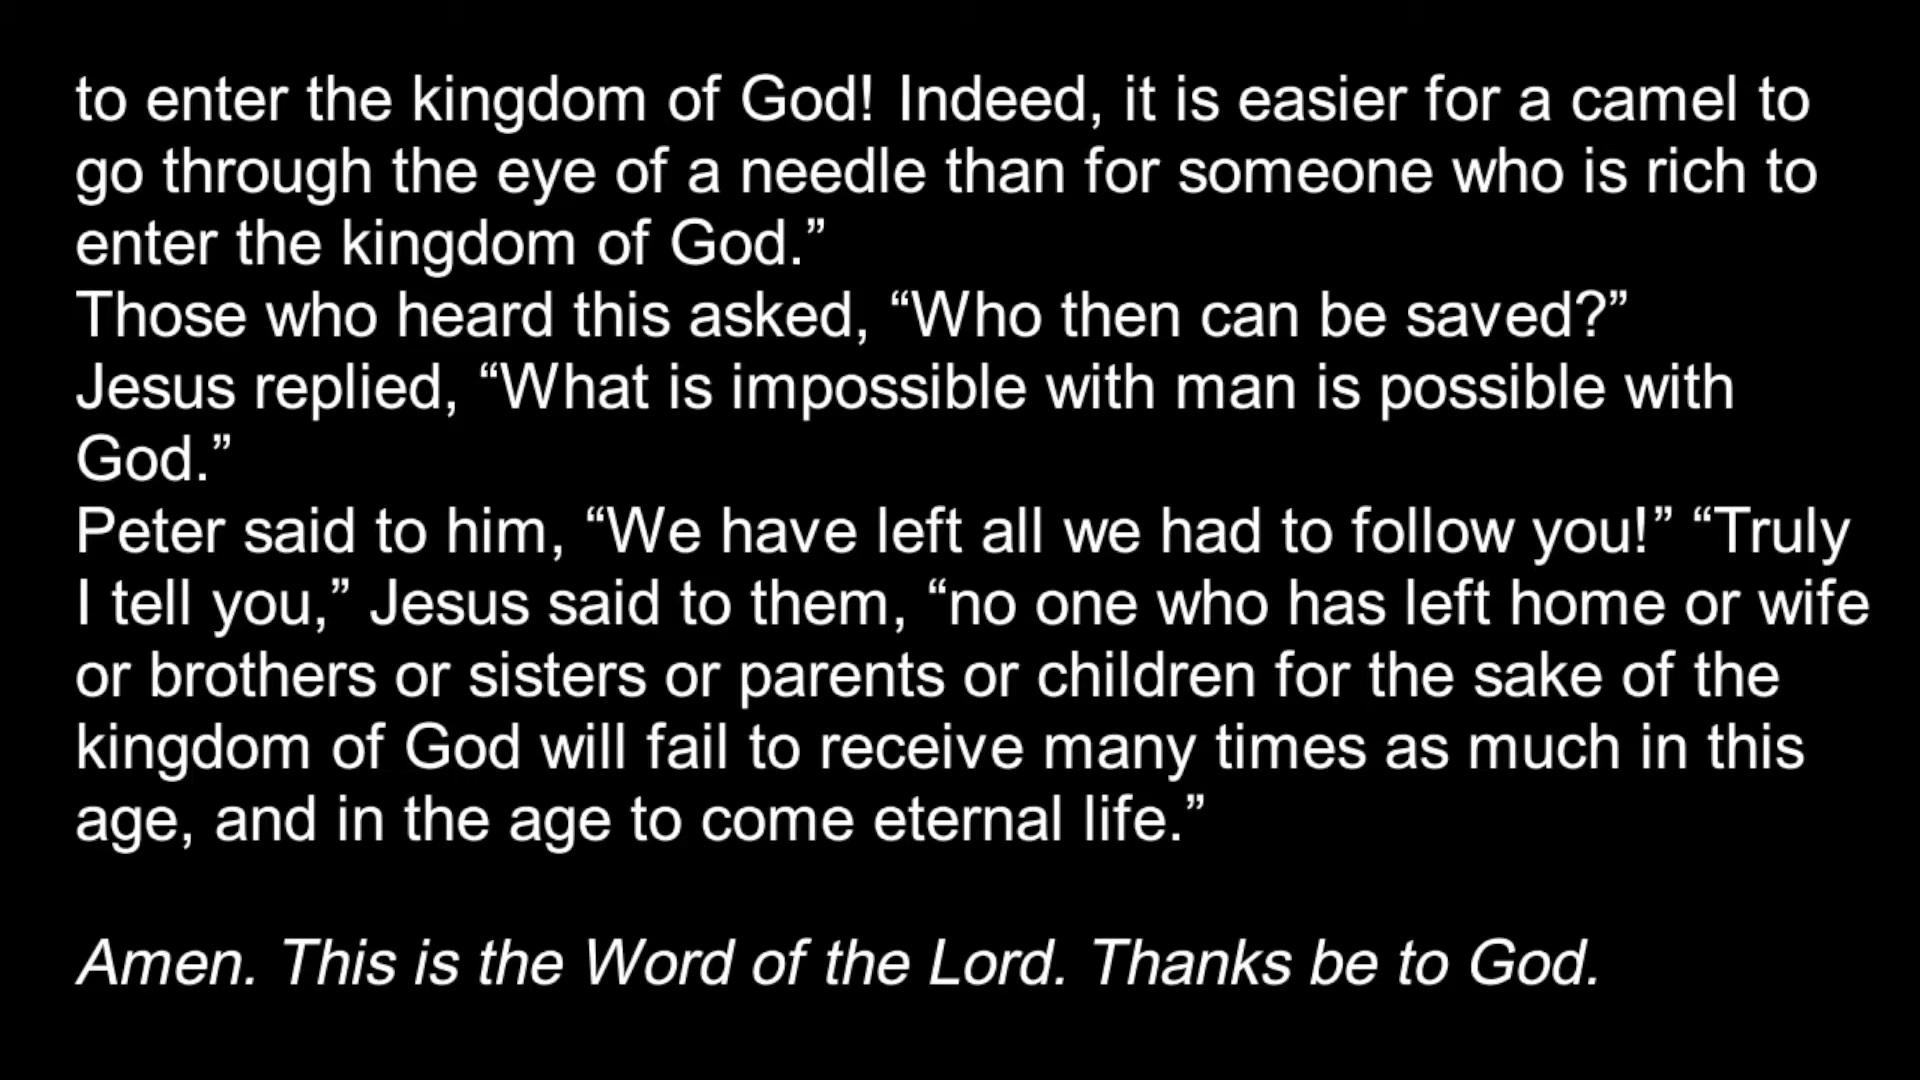 to enter the kingdom of God! Indeed, it is easier for a camel to
go through the eye of a needle than for someone who is rich to
enter the kingdom of God.”
Those who heard this asked, “Who then can be saved?”
Jesus replied, “What is impossible with man is possible with
God.”
Peter said to him, “We have left all we had to follow you!” “Truly
I tell you,” Jesus said to them, “no one who has left home or wife
or brothers or sisters or parents or children for the sake of the
kingdom of God will fail to receive many times as much in this
age, and in the age to come eternal life.”
Amen. This is the Word of the Lord. Thanks be to God.